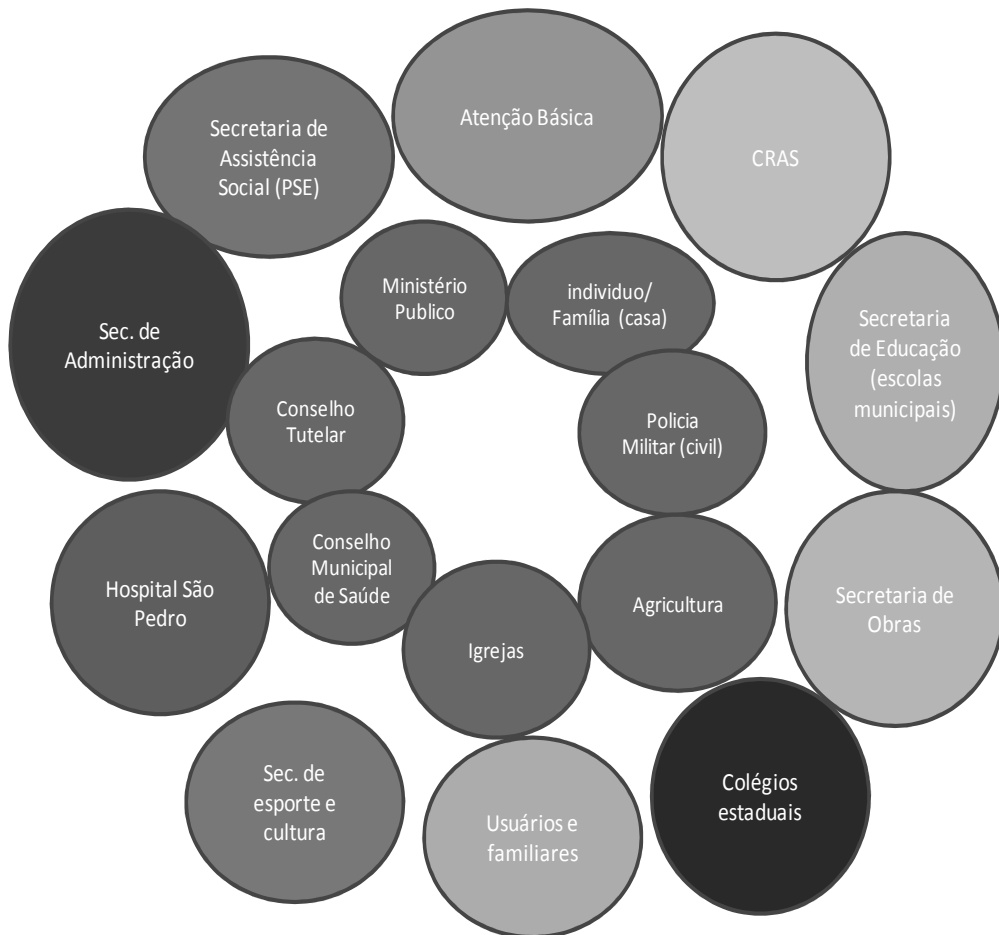 Atenção Básica
Secretaria de
Assistência
Social (PSE)
CRAS
Ministério
Publico
individuo/
Família (casa)
Sec. de
Administração
Secretaria
de Educação
(escolas
municipais)
Conselho
Tutelar
Policia
Militar (civil)
Conselho
Municipal
de Saúde
Hospital São
Pedro
Agricultura
Secretaria de
Obras
Igrejas
Sec. de
esporte e
cultura
Usuários e
familiares
Colégios
estaduais